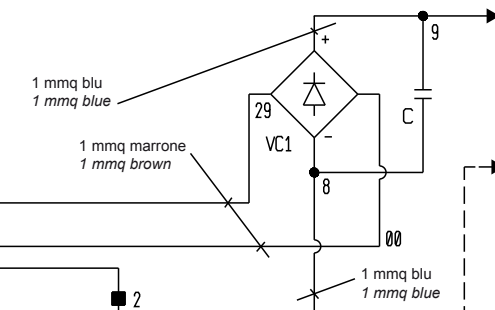 +
9
1 mmq blu
1 mmq blue
29
C
1 mmq marrone
1 mmq brown
VC1
-
8
00
1 mmq blu
1 mmq blue
2